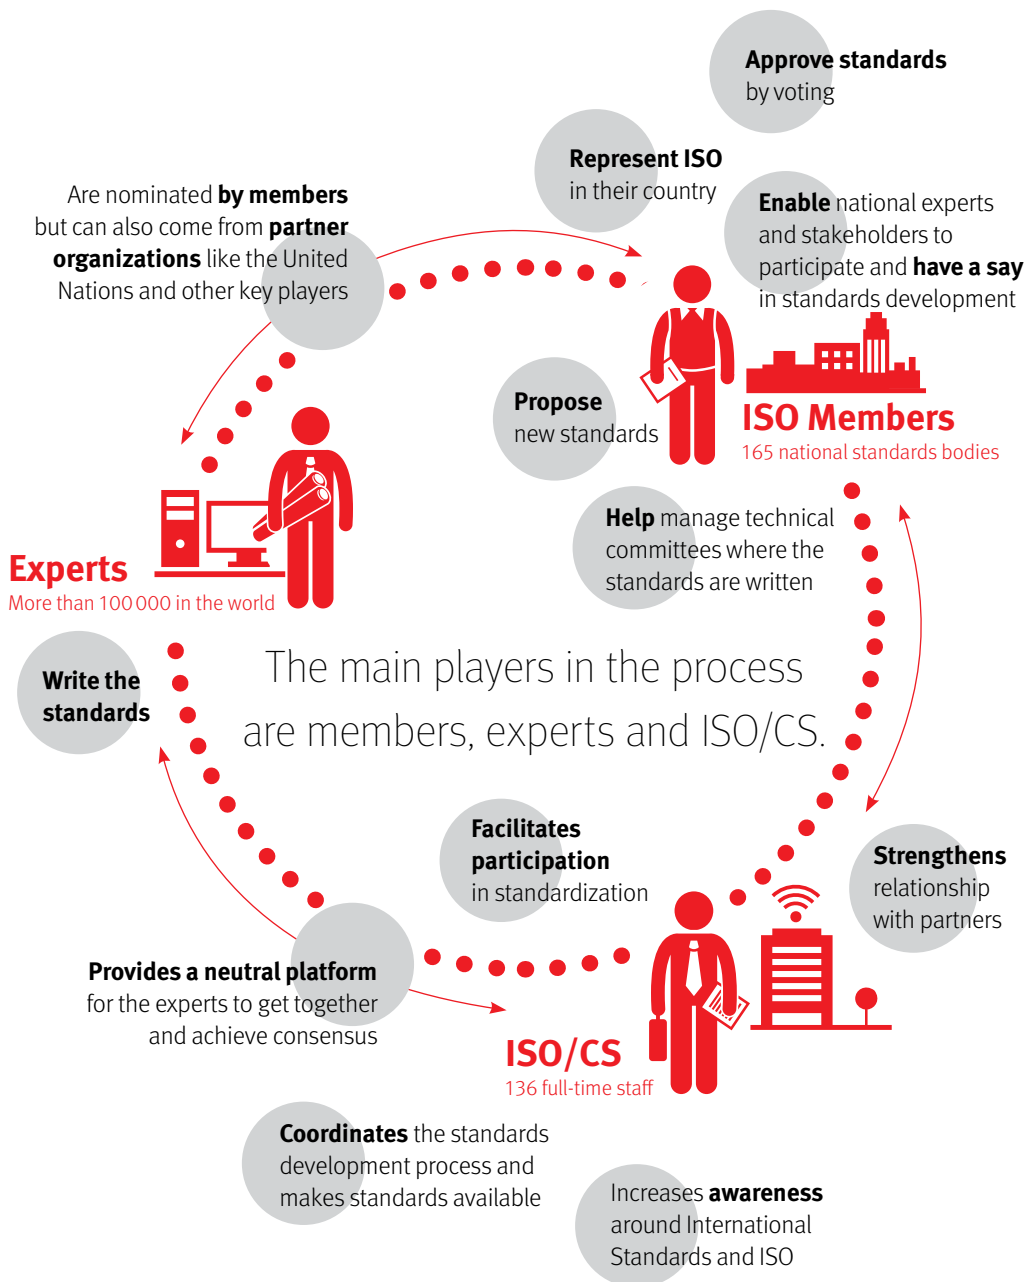 Approve standards
by voting
Represent ISO
in their country
Enable national experts
and stakeholders to
participate and have a say
in standards development
Are nominated by members
but can also come from partner
organizations like the United
Nations and other key players
Propose
new standards
ISO Members
165 national standards bodies
Help manage technical
committees where the
standards are written
Experts
More than 100 000 in the world
Write the
standards
The main players in the process
are members, experts and ISO/CS.
Facilitates
participation
in standardization
Strengthens
relationship
with partners
Provides a neutral platform
for the experts to get together
and achieve consensus
ISO/CS
136 full-time staff
Coordinates the standards
development process and
makes standards available
Increases awareness
around International
Standards and ISO